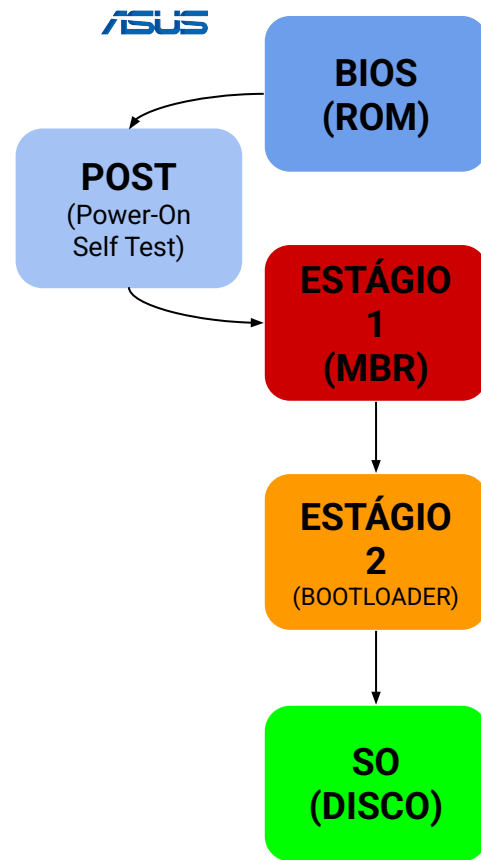 ASUS
BIOS
(ROM)
POST
(Power-On
Self Test)
ESTÁGIO
1
(MBR)
ESTÁGIO
2
(BOOTLOADER)
SO
(DISCO)